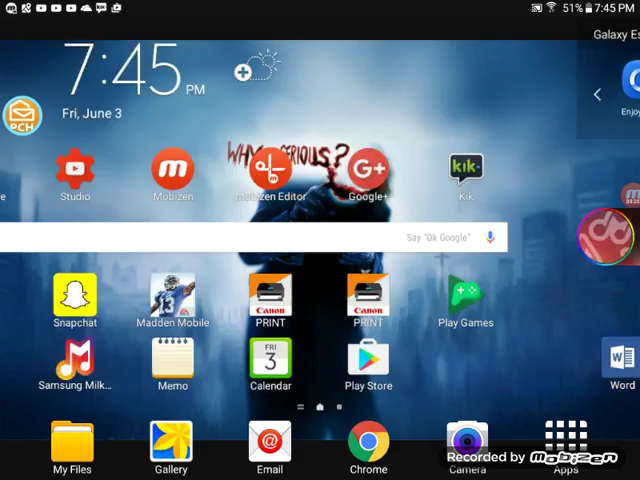 51% 7:45 PM
7:45 PM
Fri, June 3
Galaxy Es
Enjoy
PCH
WHY SERIOUS?
re
Studio
Mobizen
Mobizen Editor
Google+
kik
Kik
Say "Ok Google"
Snapchat
Madden Mobile
Canon
PRINT
Canon
PRINT
Play Games
FRI
3
Samsung Milk...
Memo
Calendar
Play Store
Word
My Files
Gallery
Email
Chrome
Camera
Apps
Recorded by Mobizen